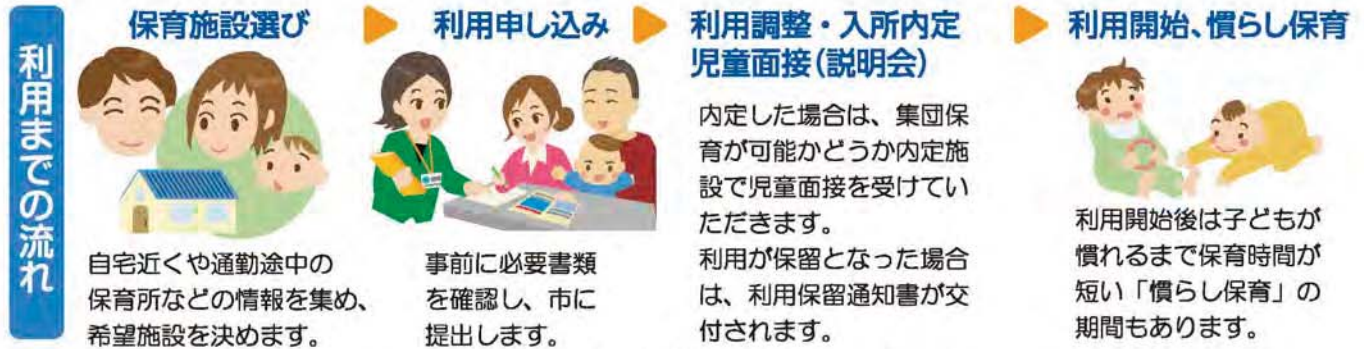 利用までの流れ
保育施設選び
自宅近くや通勤途中の
保育所などの情報を集め、
希望施設を決めます。
利用申し込み
事前に必要書類
を確認し、市に
提出します。
利用調整・入所内定
児童面接(説明会)
内定した場合は、集団保
育が可能かどうか内定施
設で児童面接を受けてい
ただきます。
利用が保留となった場合
は、利用保留通知書が交
付されます。
利用開始、慣らし保育
利用開始後は子どもが
慣れるまで保育時間が
短い「慣らし保育」の
期間もあります。